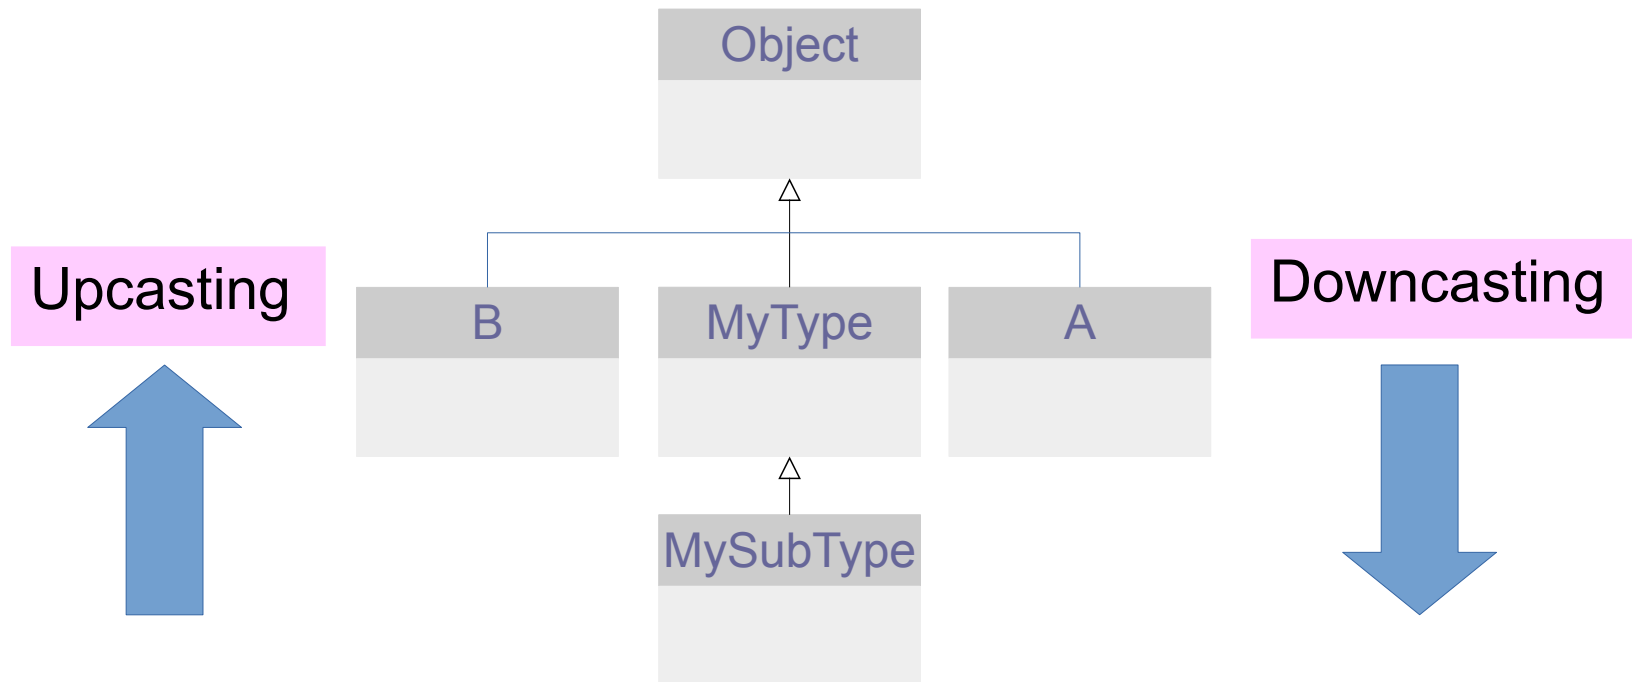 Object
Upcasting
Downcasting
B
MyType
A
MySubType